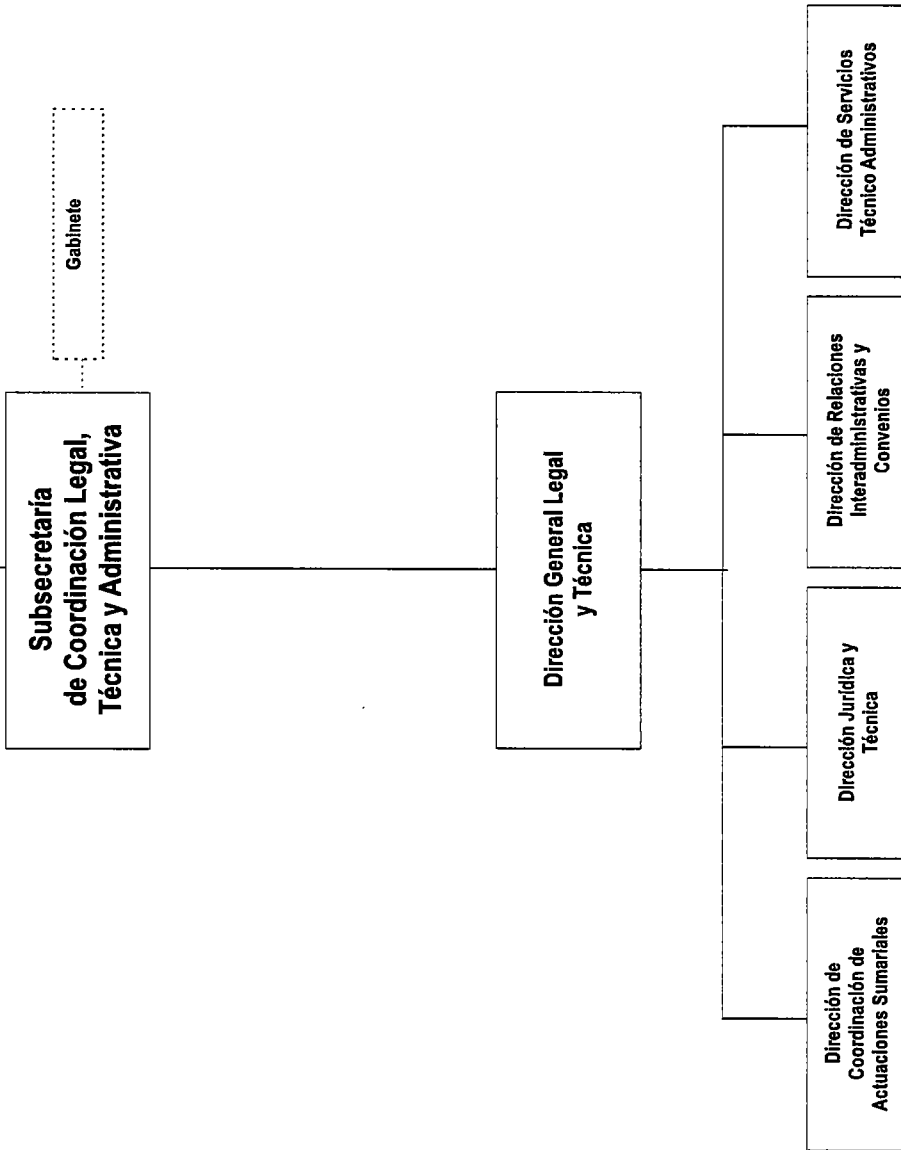 Subsecretaría
de Coordinación Legal,
Técnica y Administrativa
Gabinete
Dirección General Legal
y Técnica
Dirección de
Coordinación de
Actuaciones Sumariales
Dirección Jurídica y
Técnica
Dirección de Relaciones
Interadministrativas y
Convenios
Dirección de Servicios
Técnico Administrativos